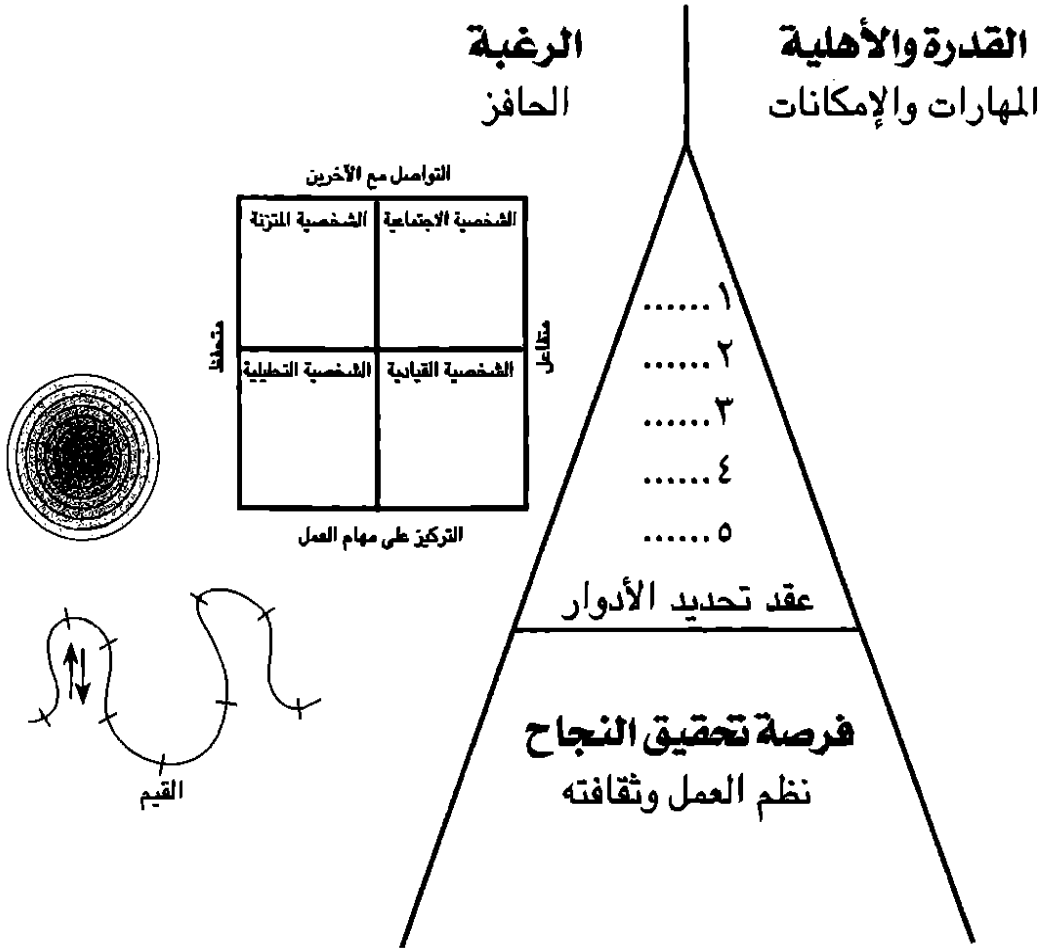 القدرة والأهلية
المهارات والإمكانات
الرغبة
الحافز
التواصل مع الآخرين
الشخصية الاجتماعية
الشخصية المتزنة
متفاعل
متحفظ
الشخصية القيادية
الشخصية التحليلية
التركيز على مهام العمل
١......
٢......
٣......
٤......
٥......
عقد تحديد الأدوار
فرصة تحقيق النجاح
نظم العمل وثقافته
القيم